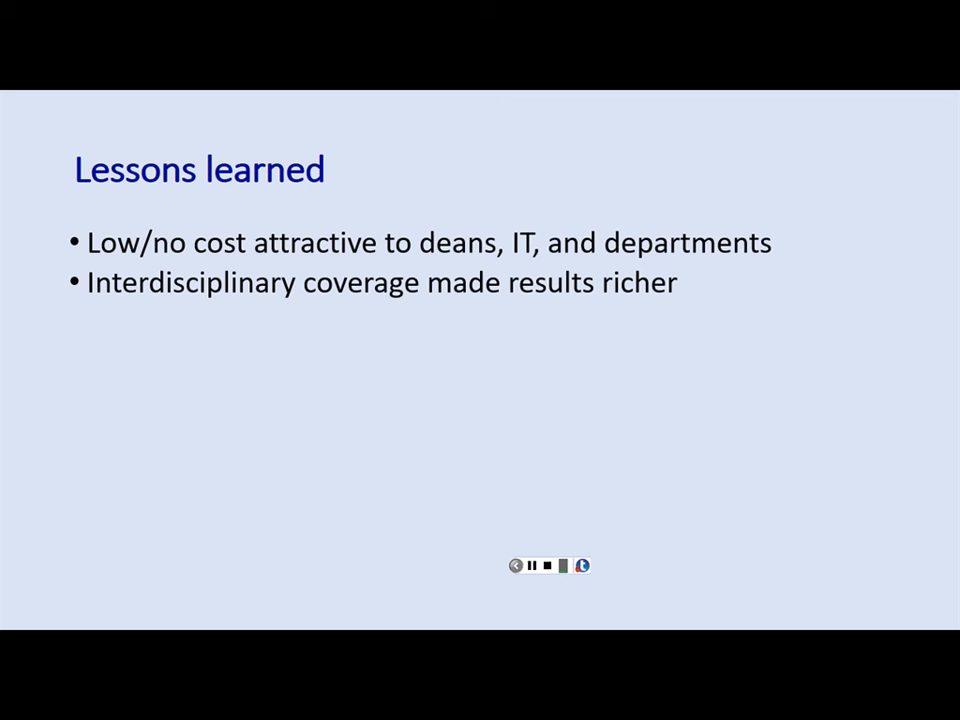 Lessons learned
• Low/no cost attractive to deans, IT, and departments
• Interdisciplinary coverage made results richer
t